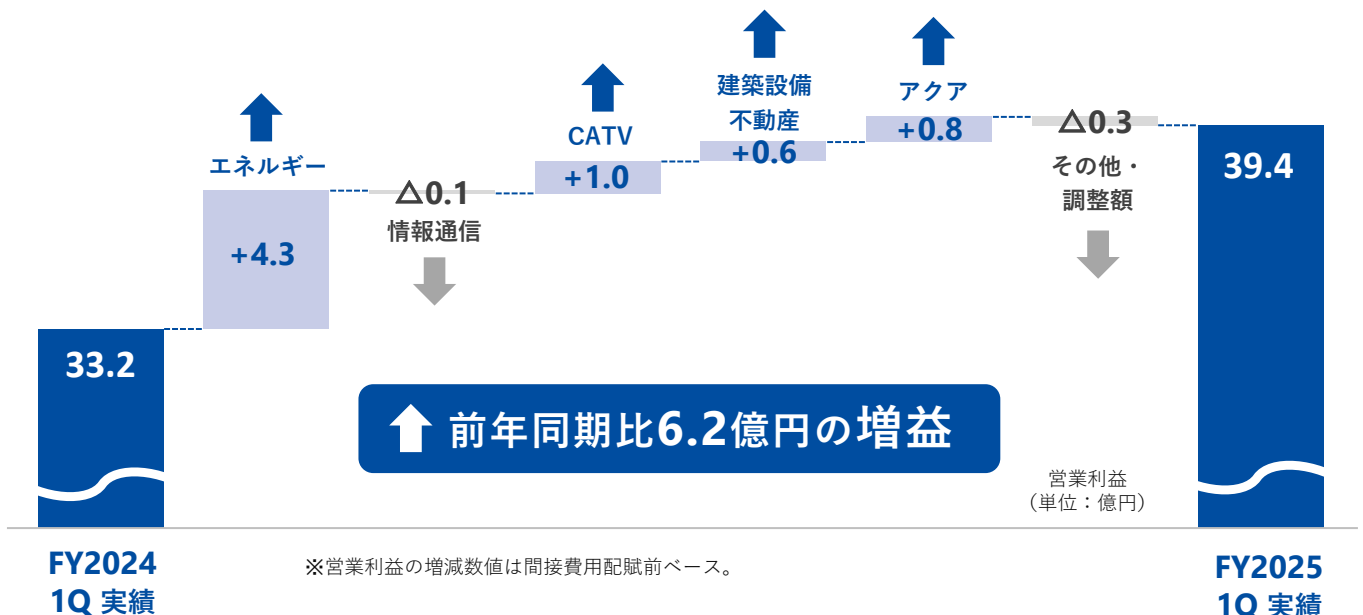 33.2
エネルギー
+4.3
△0.1
情報通信
CATV
+1.0
建築設備
不動産
+0.6
アクア
+0.8
△0.3
その他・
調整額
39.4
前年同期比6.2億円の増益
営業利益
（単位：億円）
FY2024
1Q 実績
※営業利益の増減数値は間接費用配賦前ベース。
FY2025
1Q 実績